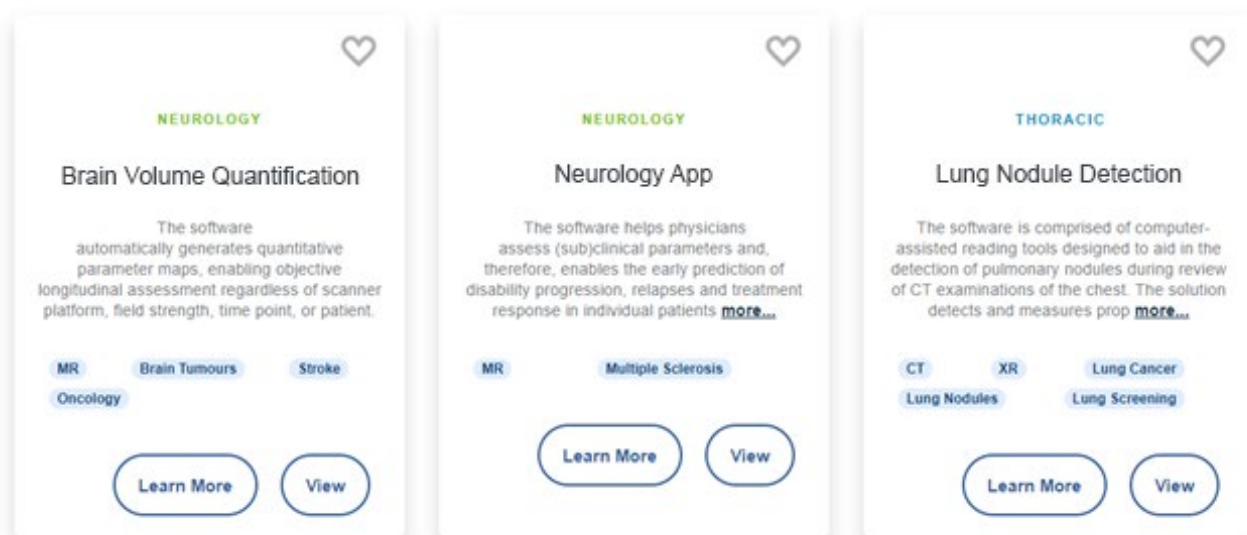 NEUROLOGY
Brain Volume Quantification
The software
automatically generates quantitative
parameter maps, enabling objective
longitudinal assessment regardless of scanner
platform, field strength, time point, or patient.
MR Brain Tumours Stroke
Oncology
Learn More View
NEUROLOGY
Neurology App
The software helps physicians
assess (sub)clinical parameters and,
therefore, enables the early prediction of
disability progression, relapses and treatment
response in individual patients more...
MR Multiple Sclerosis
Learn More View
THORACIC
Lung Nodule Detection
The software is comprised of computer-
assisted reading tools designed to aid in the
detection of pulmonary nodules during review
of CT examinations of the chest. The solution
detects and measures prop more...
CT XR Lung Cancer
Lung Nodules Lung Screening
Learn More View